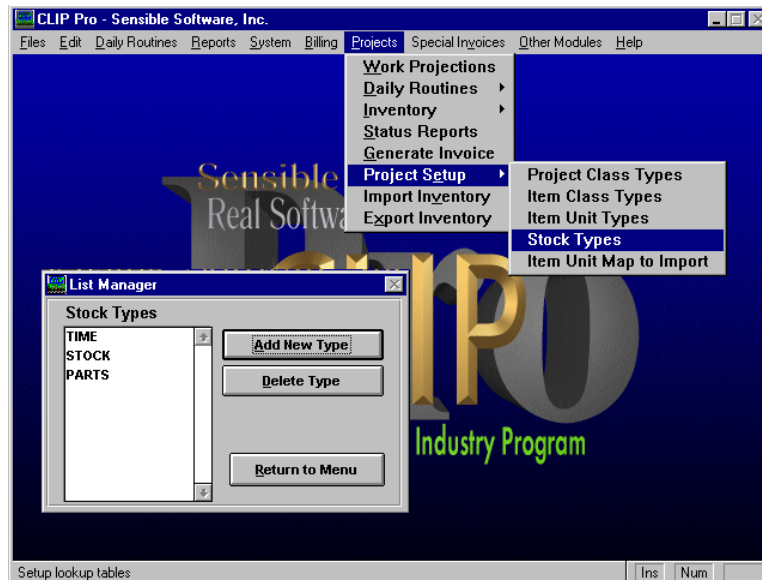 CLIP Pro - Sensible Software, Inc.
Files Edit Daily Routines Reports System Billing Projects Special Invoices Other Modules Help
Work Projections
Daily Routines
Inventory
Status Reports
Generate Invoice
Project Setup
Import Inventory
Export Inventory
Project Class Types
Item Class Types
Item Unit Types
Stock Types
Item Unit Map to Import
Sensible
Real Softwa
Pro
CLIP
Industry Program
List Manager
Stock Types
TIME
STOCK
PARTS
Add New Type
Delete Type
Return to Menu
Setup lookup tables
Ins Num